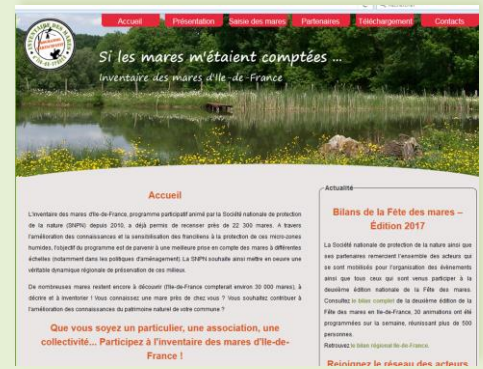 Accueil Présentation Saisie des mares Partenaires Téléchargement Contacts
Si les mares m'étaient comptées ...
Inventaire des mares d'Ile-de-France
Accueil
L'inventaire des mares d'Ile-de-France, programme participatif animé par la Société nationale de protection
de la nature (SNPN) depuis 2010, a déjà permis de recenser près de 22 300 mares. A travers
l'amélioration des connaissances et la sensibilisation des franciliens à la protection de ces micro-zones
humides, l'objectif du programme est de parvenir à une meilleure prise en compte des mares à différentes
échelles (notamment dans les politiques d'aménagement). La SNPN souhaite ainsi mettre en oeuvre une
véritable dynamique régionale de préservation de ces milieux.
De nombreuses mares restent encore à découvrir (l'Ile-de-France compterait environ 30 000 mares), à
décrire et à inventorier ! Vous connaissez une mare près de chez vous ? Vous souhaitez contribuer à
l'amélioration des connaissances du patrimoine naturel de votre commune ?
Que vous soyez un particulier, une association, une
collectivité... Participez à l'inventaire des mares d'Ile-de-
France !
Actualité
Bilans de la Fête des mares –
Édition 2017
La Société nationale de protection de la nature ainsi que
ses partenaires remercient l'ensemble des acteurs qui
se sont mobilisés pour l'organisation des évènements
ainsi que tous ceux qui sont venus participer à la
deuxième édition nationale de la Fête des mares.
Consultez le bilan complet de la deuxième édition de la
Fête des mares en Ile-de-France, 30 animations ont été
programmées sur la semaine, réunissant plus de 500
personnes.
Retrouvez le bilan régional Ile-de-France.
Rejoignez le réseau des acteurs